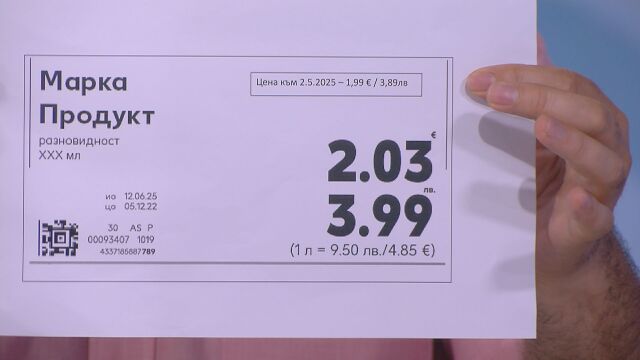 Марка
Продукт
разновидност
XXX мл
Цена към 2.5.2025 – 1,99 € / 3,89лв
€
2.03
лв.
3.99
(1 л = 9.50 лв./4.85 €)
ио 12.06.25
цо 05.12.22
30 AS P
00093407 1019
4337185887789